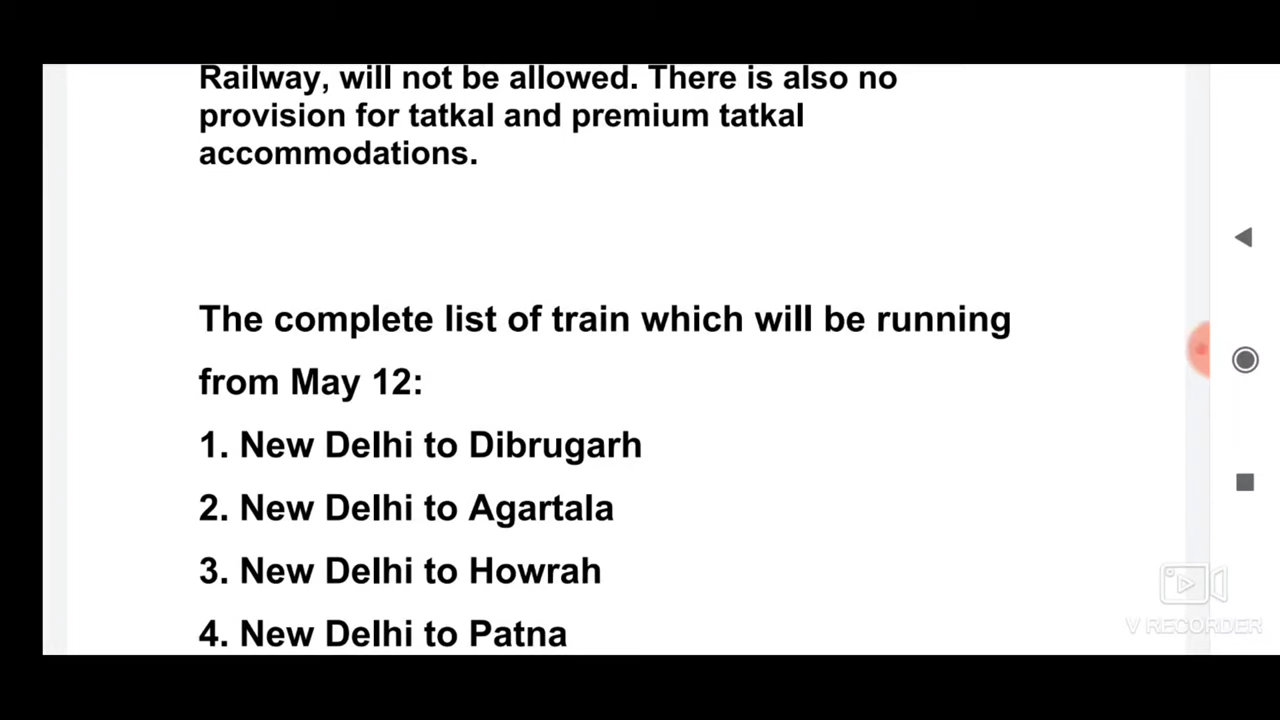 Railway, will not be allowed. There is also no
provision for tatkal and premium tatkal
accommodations.
The complete list of train which will be running
from May 12:
1. New Delhi to Dibrugarh
2. New Delhi to Agartala
3. New Delhi to Howrah
4. New Delhi to Patna
V RECORDER